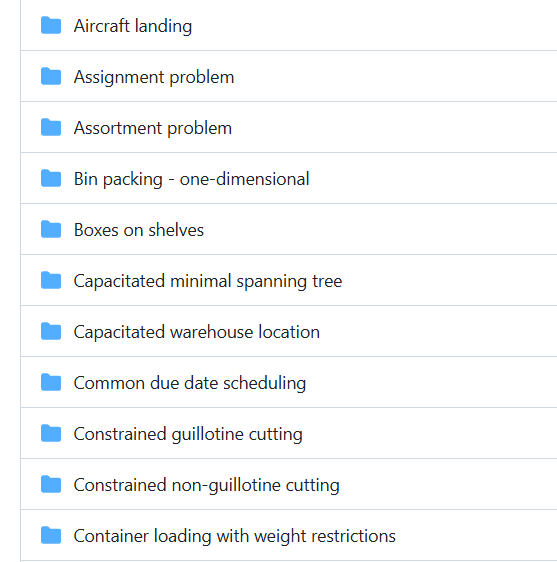 Aircraft landing
Assignment problem
Assortment problem
Bin packing - one-dimensional
Boxes on shelves
Capacitated minimal spanning tree
Capacitated warehouse location
Common due date scheduling
Constrained guillotine cutting
Constrained non-guillotine cutting
Container loading with weight restrictions